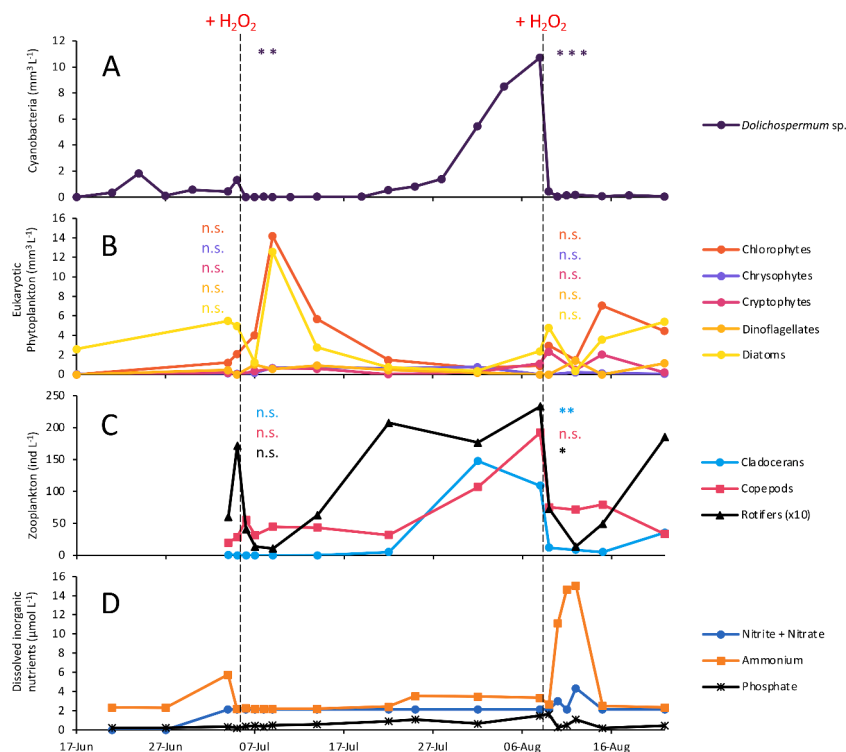 + H₂O₂ + H₂O₂
A
Cyanobacteria (mm³ L⁻¹)
12
10
8
6
4
2
0
* *
* * *
Dolichospermum sp.
B
Eukaryotic
Phytoplankton (mm³ L⁻¹)
16
14
12
10
8
6
4
2
0
n.s.
n.s.
n.s.
n.s.
n.s.
n.s.
n.s.
n.s.
n.s.
n.s.
Chlorophytes
Chrysophytes
Cryptophytes
Dinoflagellates
Diatoms
C
Zooplankton (ind L⁻¹)
250
200
150
100
50
0
n.s.
n.s.
n.s.
**
n.s.
*
Cladocerans
Copepods
Rotifers (x10)
D
Dissolved inorganic
nutrients (µmol L⁻¹)
16
14
12
10
8
6
4
2
0
Nitrite + Nitrate
Ammonium
Phosphate
17-Jun 27-Jun 07-Jul 17-Jul 27-Jul 06-Aug 16-Aug